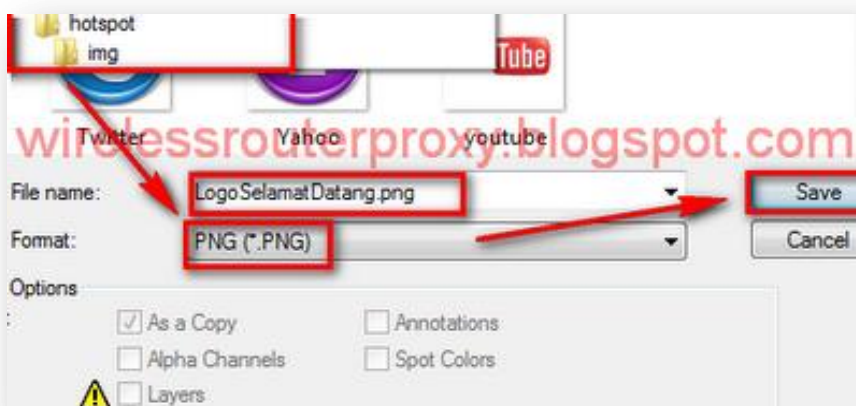 hotspot
img
Tube
Twitter Yahoo youtube
wirelessrouterproxy.blogspot.com
File name: LogoSelamatDatang.png Save
Format: PNG (*.PNG) Cancel
Options
: As a Copy Annotations
Alpha Channels Spot Colors
Layers